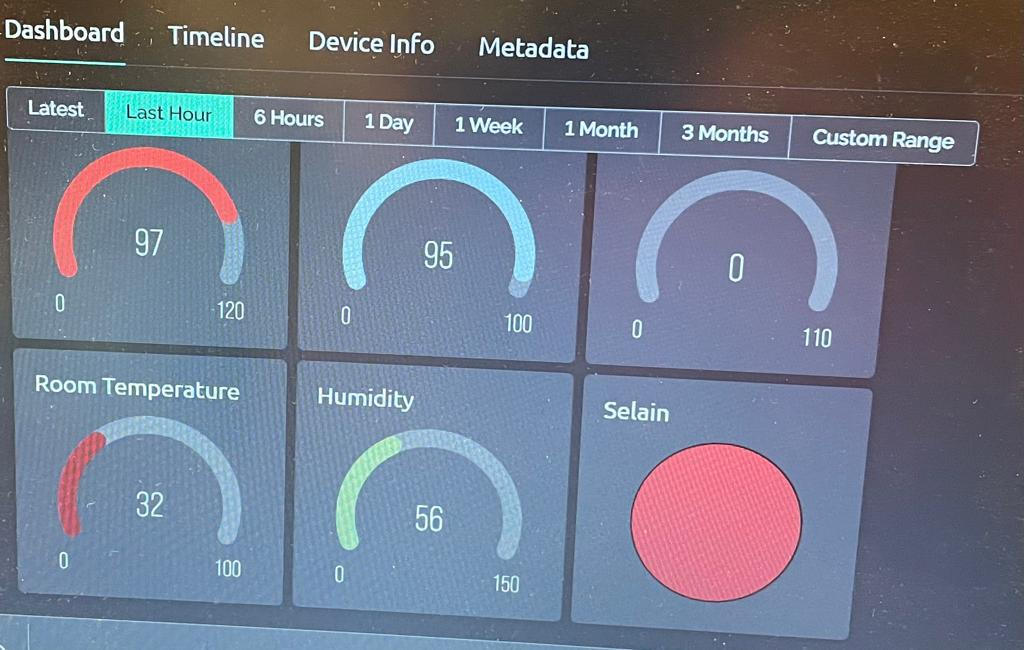 Dashboard Timeline Device Info Metadata
Latest Last Hour 6 Hours 1 Day 1 Week 1 Month 3 Months Custom Range
97 95 0
0 120 0 100 0 110
Room Temperature Humidity Selain
32 56
0 100 0 150